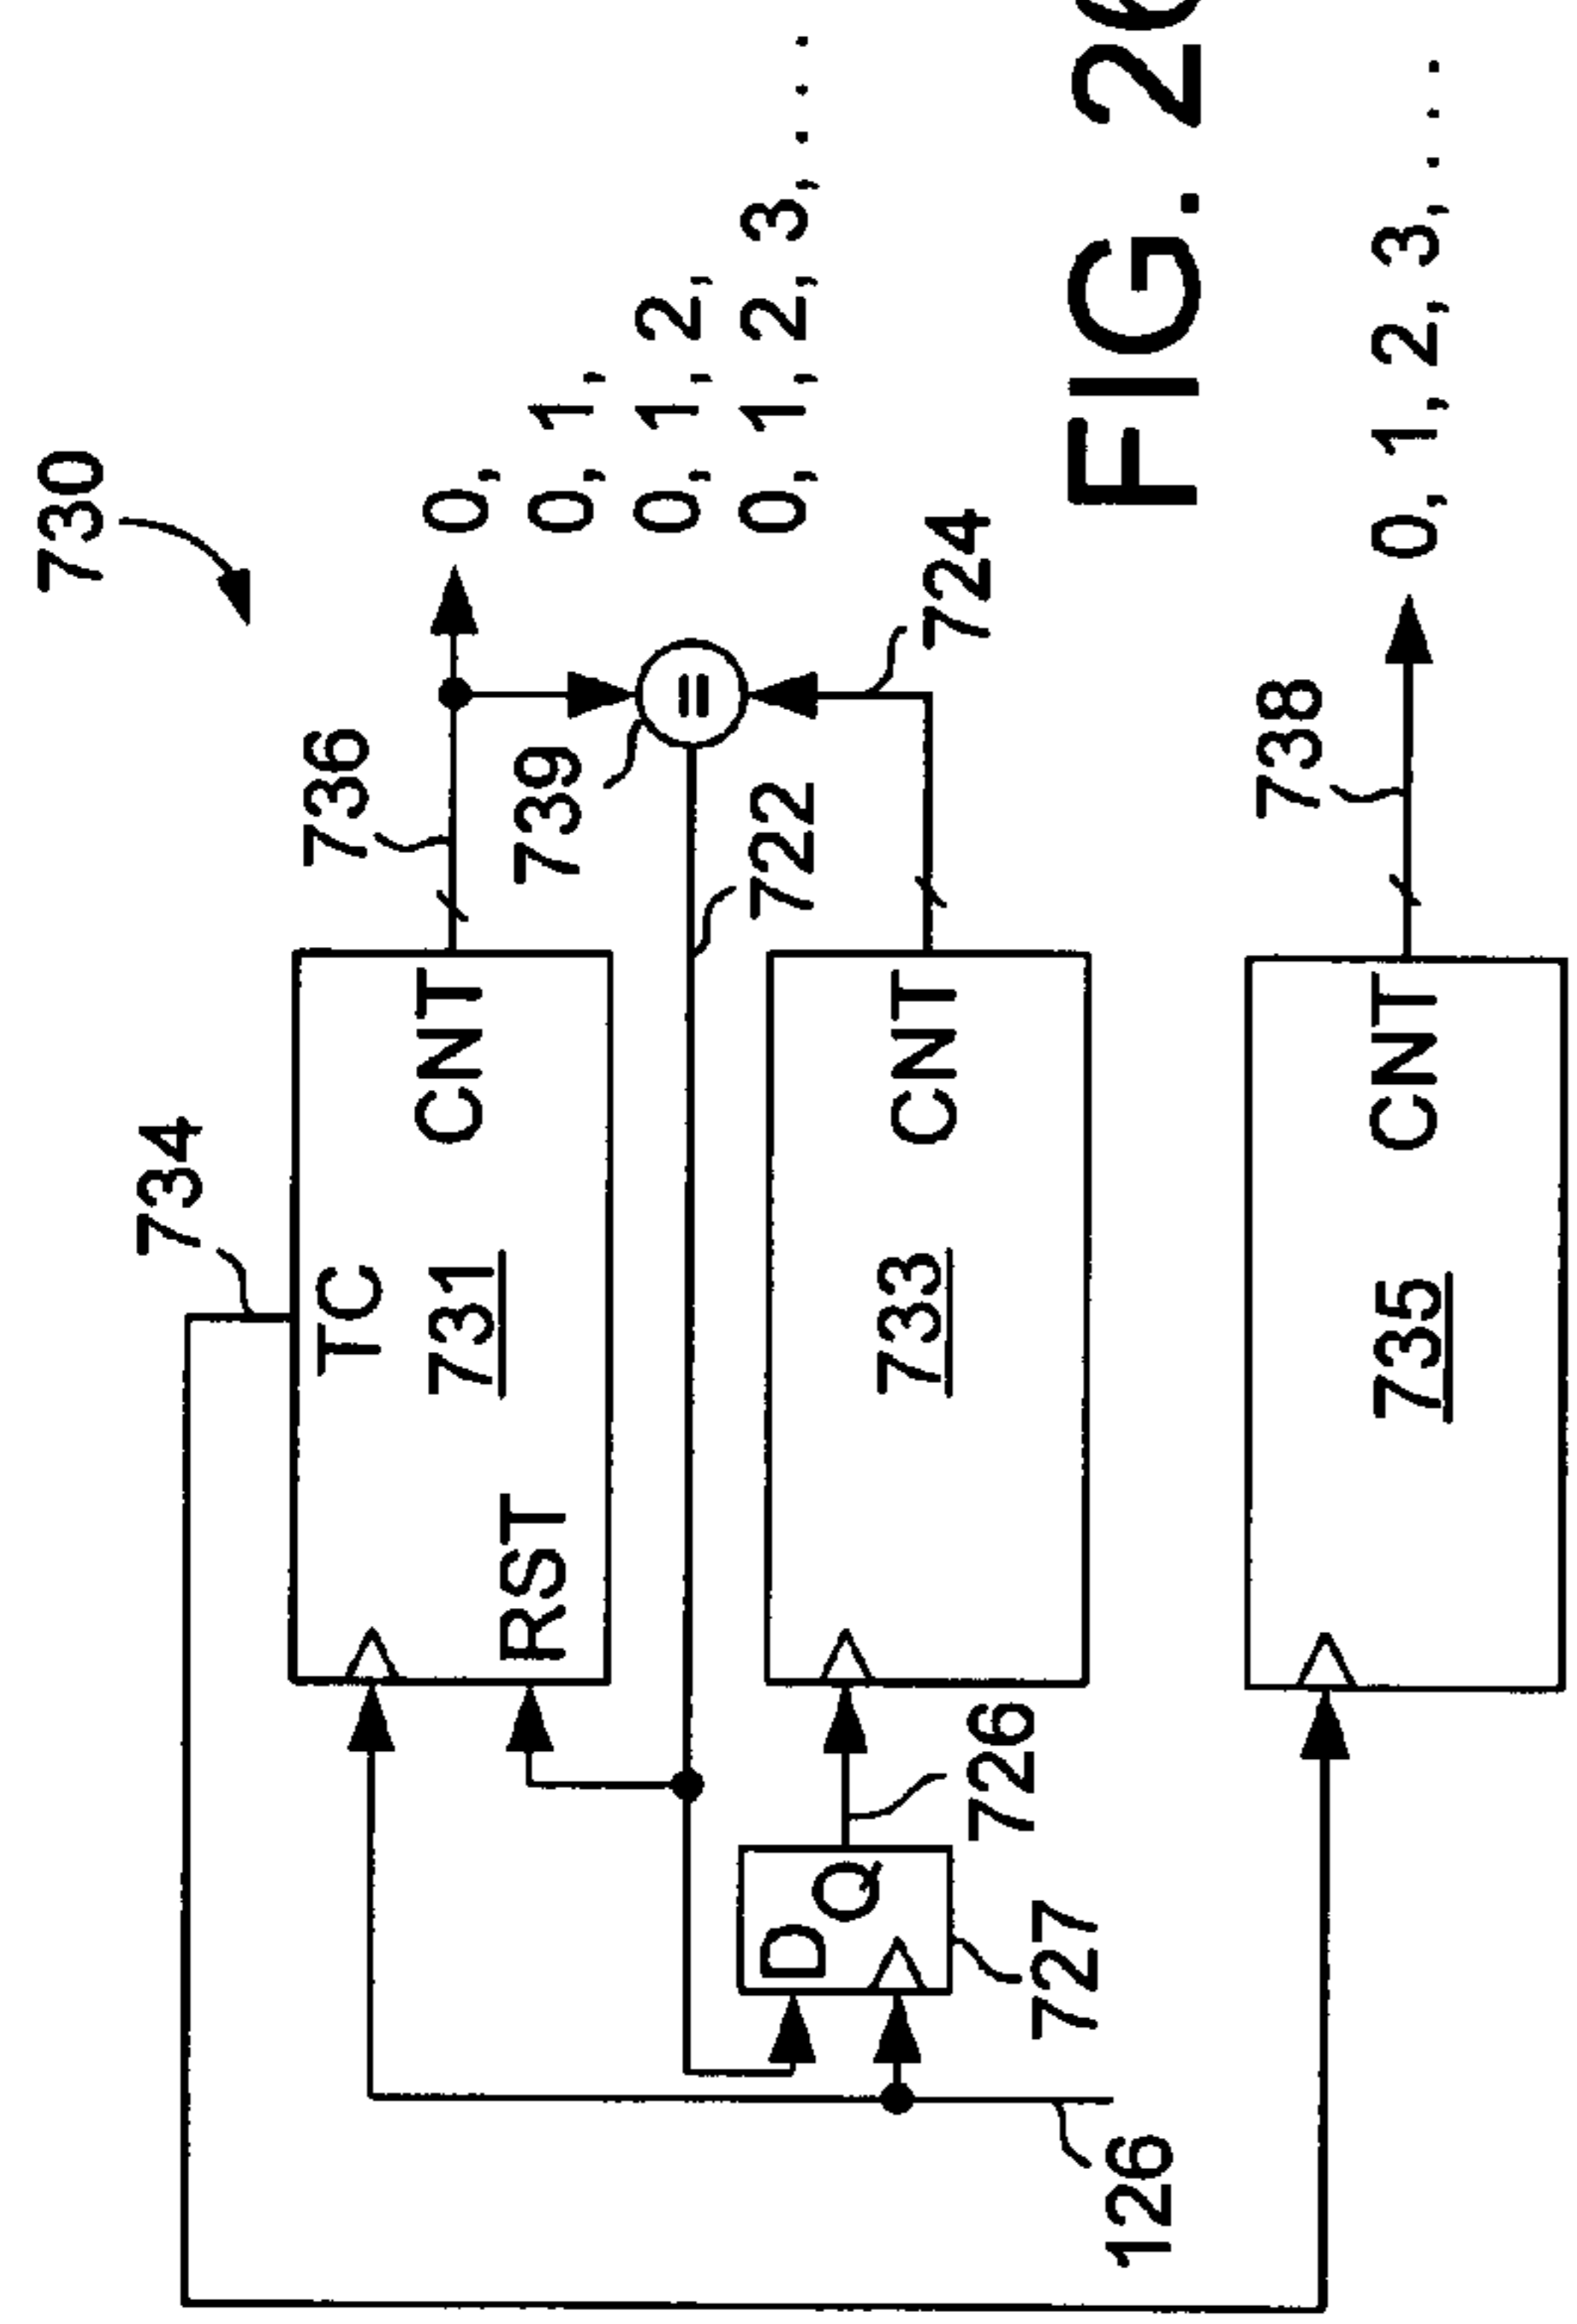 730
734
736
TC
CNT
0,
731
739
0, 1,
RST
722
0, 1, 2,
0, 1, 2, 3, . . .
D
Q
733
CNT
724
726
727
126
FIG. 2
735
CNT
738
0, 1, 2, 3, . . .
=